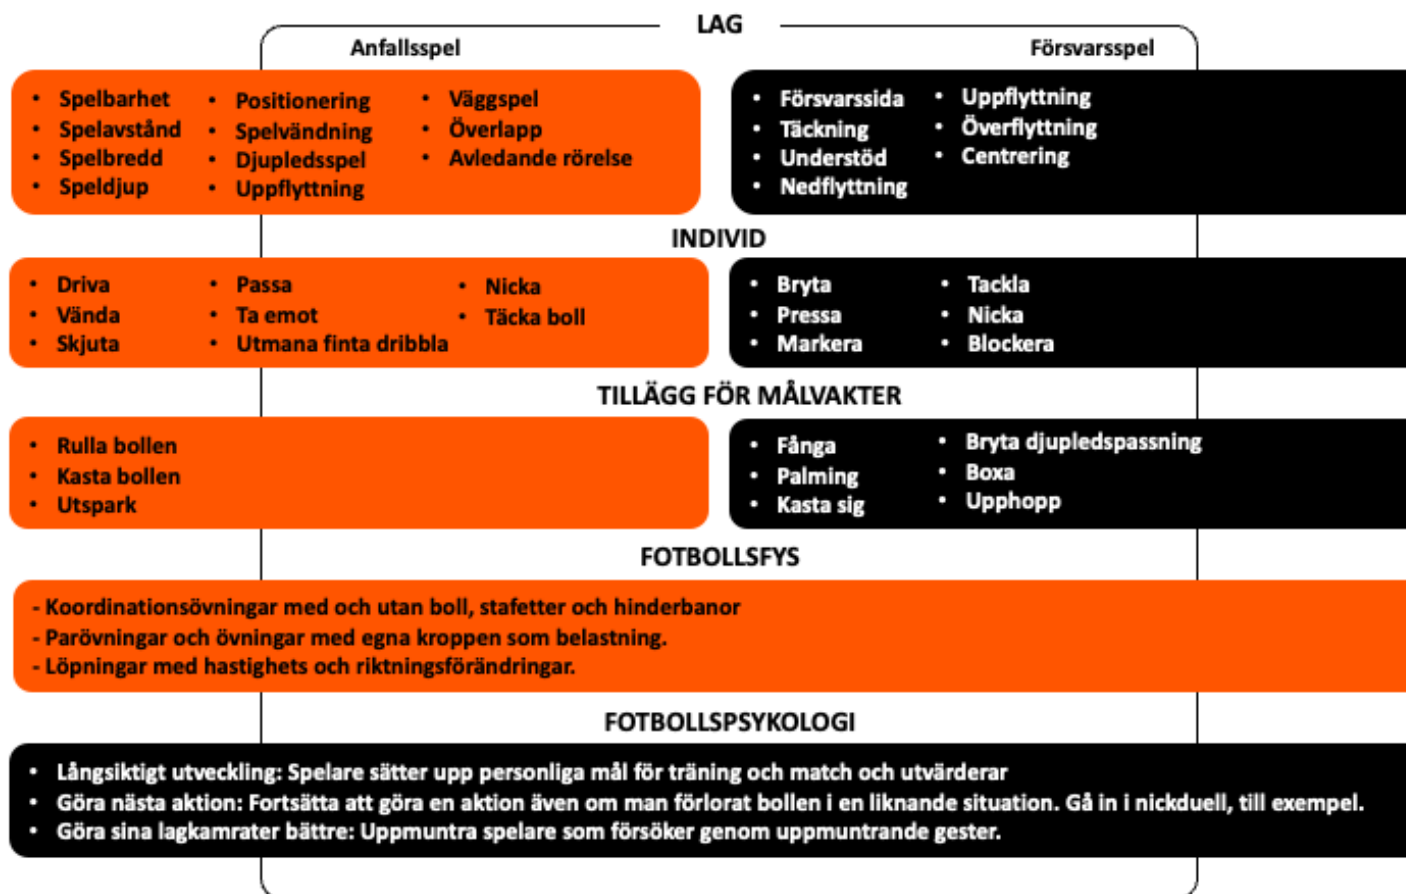 LAG
Anfallsspel
Försvarsspel
• Spelbarhet
• Spelavstånd
• Spelbredd
• Speldjup
• Positionering
• Spelvändning
• Djupledsspel
• Uppflyttning
• Väggspel
• Överlapp
• Avledande rörelse
• Försvarssida
• Täckning
• Understöd
• Nedflyttning
• Uppflyttning
• Överflyttning
• Centrering
INDIVID
• Driva
• Vända
• Skjuta
• Passa
• Ta emot
• Utmana finta dribbla
• Nicka
• Täcka boll
• Bryta
• Pressa
• Markera
• Tackla
• Nicka
• Blockera
TILLÄGG FÖR MÅLVAKTER
• Rulla bollen
• Kasta bollen
• Utspark
• Fånga
• Palming
• Kasta sig
• Bryta djupledspassning
• Boxa
• Upphopp
FOTBOLLSFYS
- Koordinationsövningar med och utan boll, stafetter och hinderbanor
- Parövningar och övningar med egna kroppen som belastning.
- Löpningar med hastighets och riktningsförändringar.
FOTBOLLSPSYKOLOGI
• Långsiktigt utveckling: Spelare sätter upp personliga mål för träning och match och utvärderar
• Göra nästa aktion: Fortsätta att göra en aktion även om man förlorat bollen i en liknande situation. Gå in i nickduell, till exempel.
• Göra sina lagkamrater bättre: Uppmuntra spelare som försöker genom uppmuntrande gester.